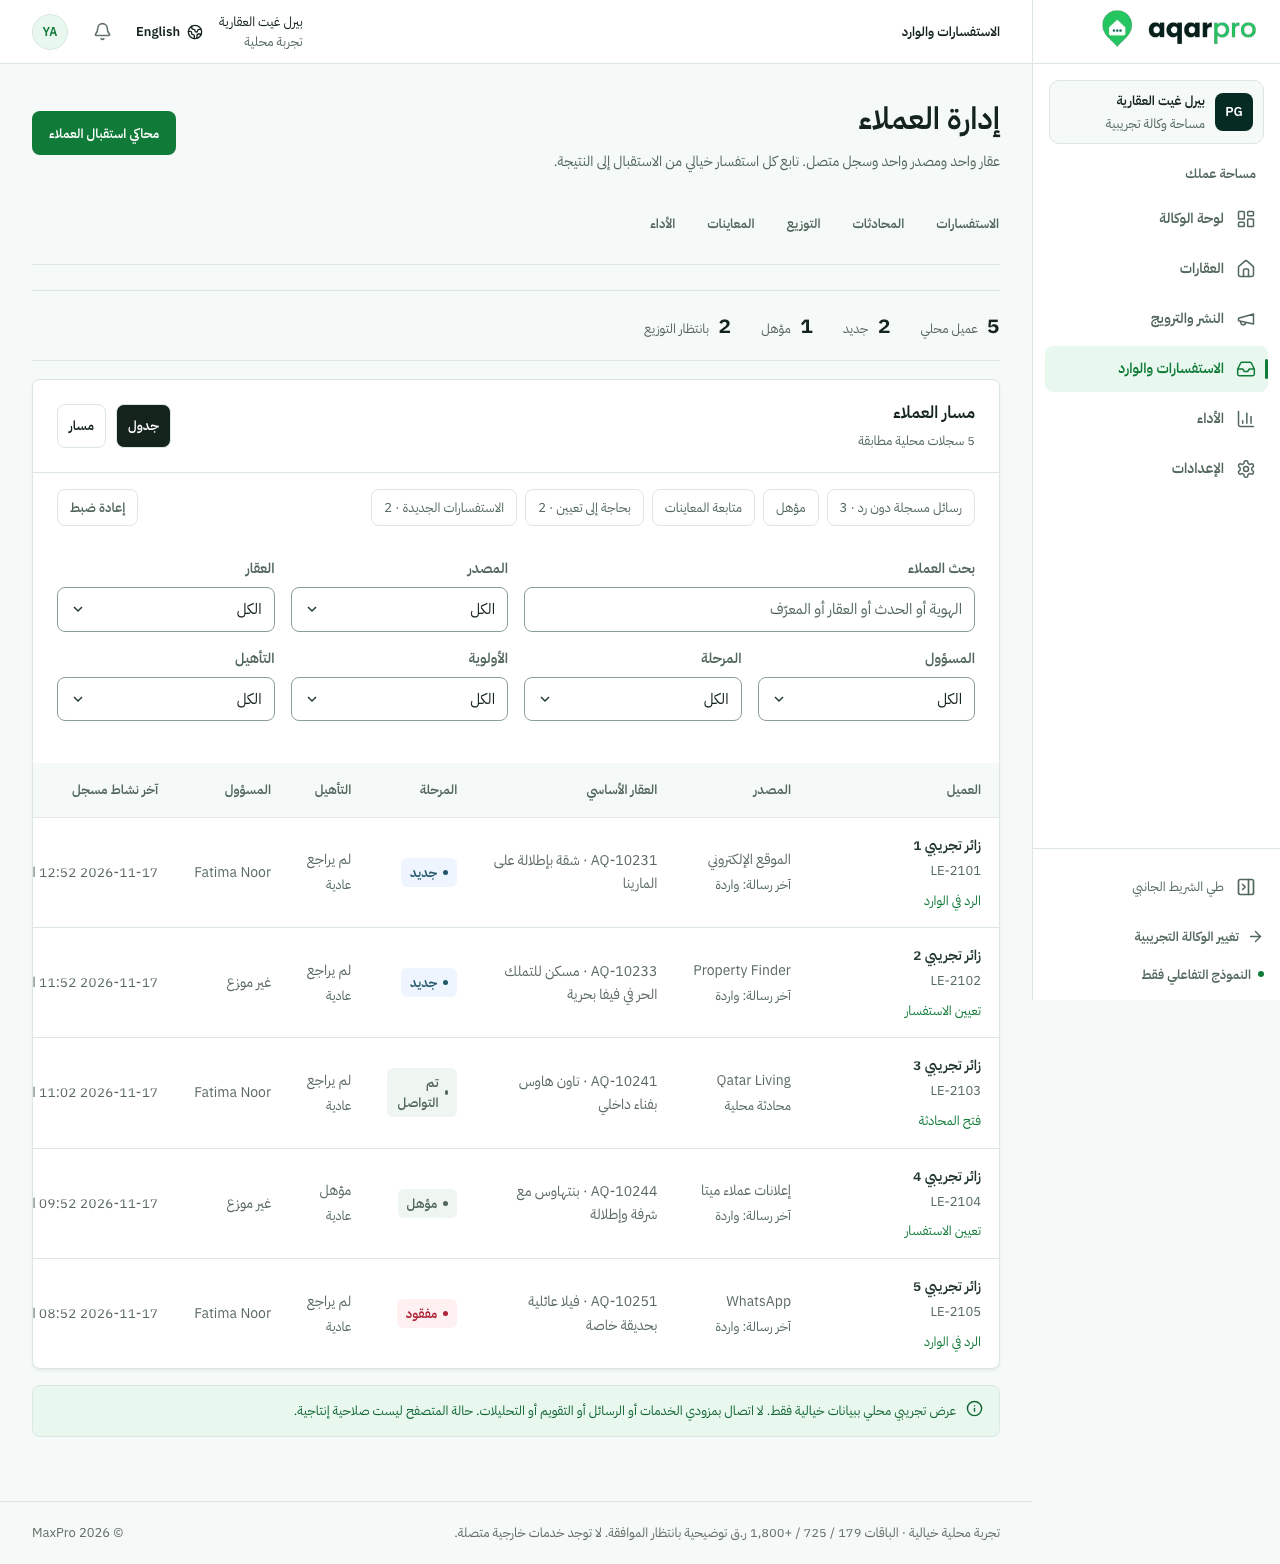 aqarpro
الاستفسارات والوارد
بيرل غيت العقارية
تجربة محلية
English
YA
PG
بيرل غيت العقارية
مساحة وكالة تجريبية
مساحة عملك
لوحة الوكالة
العقارات
النشر والترويج
الاستفسارات والوارد
الأداء
الإعدادات
طي الشريط الجانبي
تغيير الوكالة التجريبية
النموذج التفاعلي فقط
إدارة العملاء
عقار واحد ومصدر واحد وسجل متصل. تابع كل استفسار خيالي من الاستقبال إلى النتيجة.
محاكي استقبال العملاء
الاستفسارات المحادثات التوزيع المعاينات الأداء
5 عميل محلي 2 جديد 1 مؤهل 2 بانتظار التوزيع
مسار العملاء
5 سجلات محلية مطابقة
جدول مسار
رسائل مسجلة دون رد · 3 مؤهل متابعة المعاينات بحاجة إلى تعيين · 2 الاستفسارات الجديدة · 2 إعادة ضبط
بحث العملاء المصدر العقار
الهوية أو الحدث أو العقار أو المعرّف الكل الكل
المسؤول المرحلة الأولوية التأهيل
الكل الكل الكل الكل
العميل المصدر العقار الأساسي المرحلة التأهيل المسؤول آخر نشاط مسجل
زائر تجريبي 1
LE-2101
الرد في الوارد
الموقع الإلكتروني
آخر رسالة: واردة
AQ-10231 · شقة بإطلالة على
المارينا
جديد
لم يراجع
عادية
Fatima Noor
2026-11-17 12:52
زائر تجريبي 2
LE-2102
تعيين الاستفسار
Property Finder
آخر رسالة: واردة
AQ-10233 · مسكن للتملك
الحر في فيفا بحرية
جديد
لم يراجع
عادية
غير موزع
2026-11-17 11:52
زائر تجريبي 3
LE-2103
فتح المحادثة
Qatar Living
محادثة محلية
AQ-10241 · تاون هاوس
بفناء داخلي
تم
التواصل
لم يراجع
عادية
Fatima Noor
2026-11-17 11:02
زائر تجريبي 4
LE-2104
تعيين الاستفسار
إعلانات عملاء ميتا
آخر رسالة: واردة
AQ-10244 · بنتهاوس مع
شرفة وإطلالة
مؤهل
مؤهل
عادية
غير موزع
2026-11-17 09:52
زائر تجريبي 5
LE-2105
الرد في الوارد
WhatsApp
آخر رسالة: واردة
AQ-10251 · فيلا عائلية
بحديقة خاصة
مفقود
لم يراجع
عادية
Fatima Noor
2026-11-17 08:52
عرض تجريبي محلي ببيانات خيالية فقط. لا اتصال بمزودي الخدمات أو الرسائل أو التقويم أو التحليلات. حالة المتصفح ليست صلاحية إنتاجية.
تجربة محلية خيالية · الباقات 179 / 725 / +1,800 ر.ق توضيحية بانتظار الموافقة. لا توجد خدمات خارجية متصلة.
© 2026 MaxPro